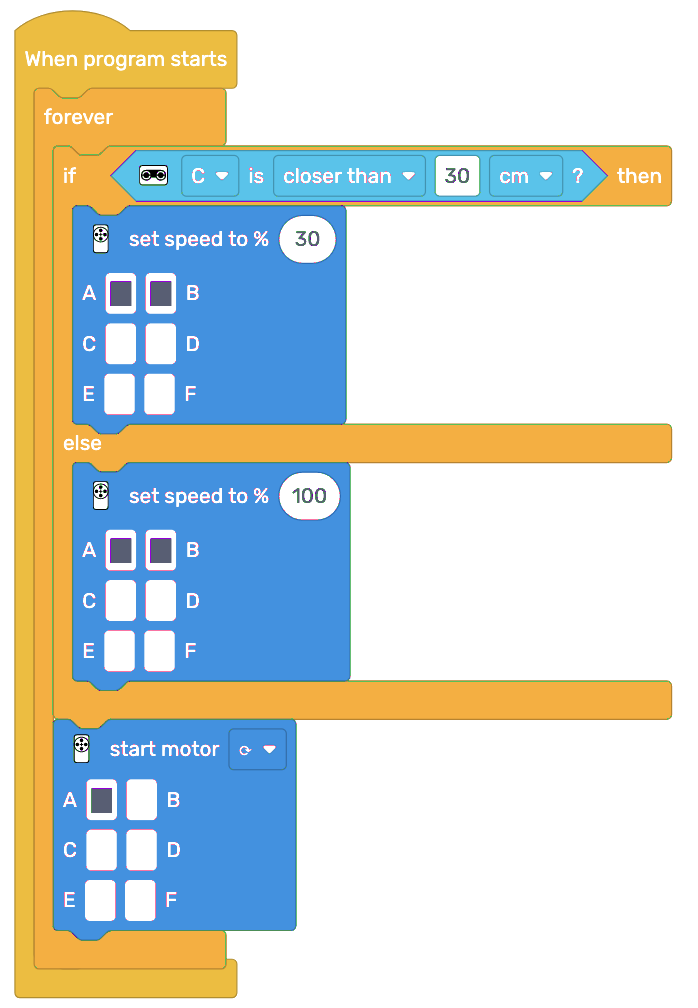 When program starts
forever
if C is closer than 30 cm ? then
set speed to % 30
A B
C D
E F
else
set speed to % 100
A B
C D
E F
start motor
A B
C D
E F